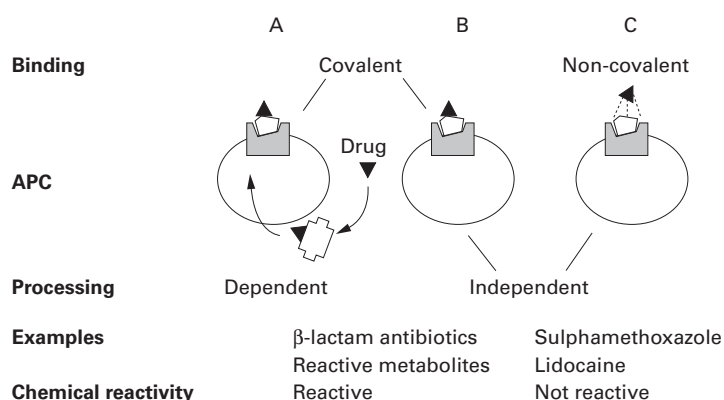 A B C
Binding Covalent Non-covalent
Drug
APC
Processing Dependent Independent
Examples β-lactam antibiotics Sulphamethoxazole
Reactive metabolites Lidocaine
Chemical reactivity Reactive Not reactive